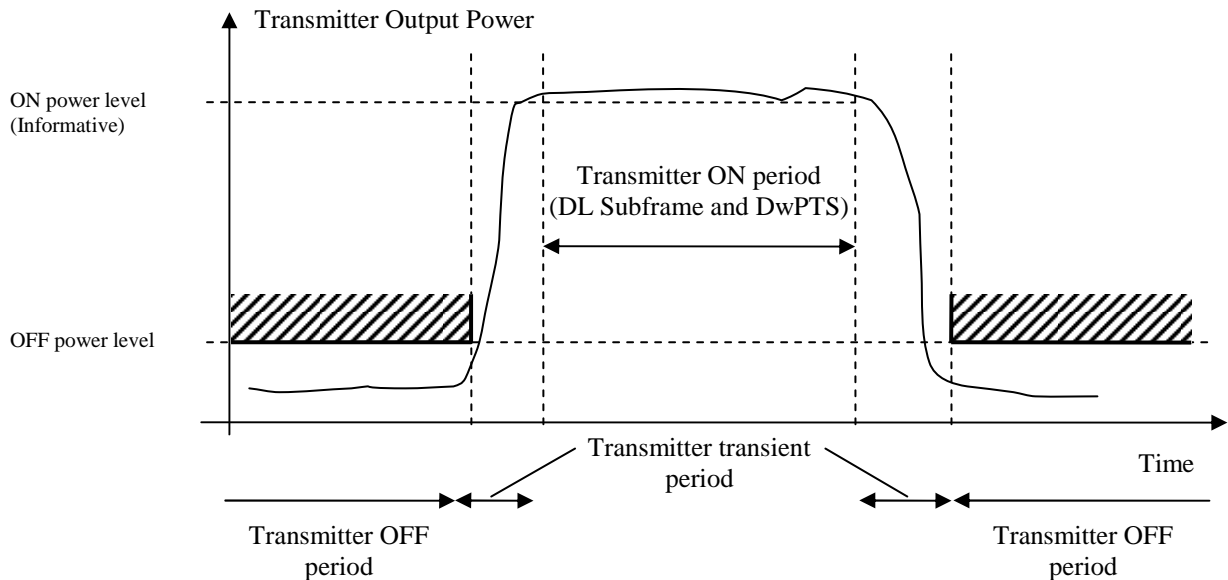 Transmitter Output Power
ON power level
(Informative)
Transmitter ON period
(DL Subframe and DwPTS)
OFF power level
Transmitter transient
period
Time
Transmitter OFF
period
Transmitter OFF
period